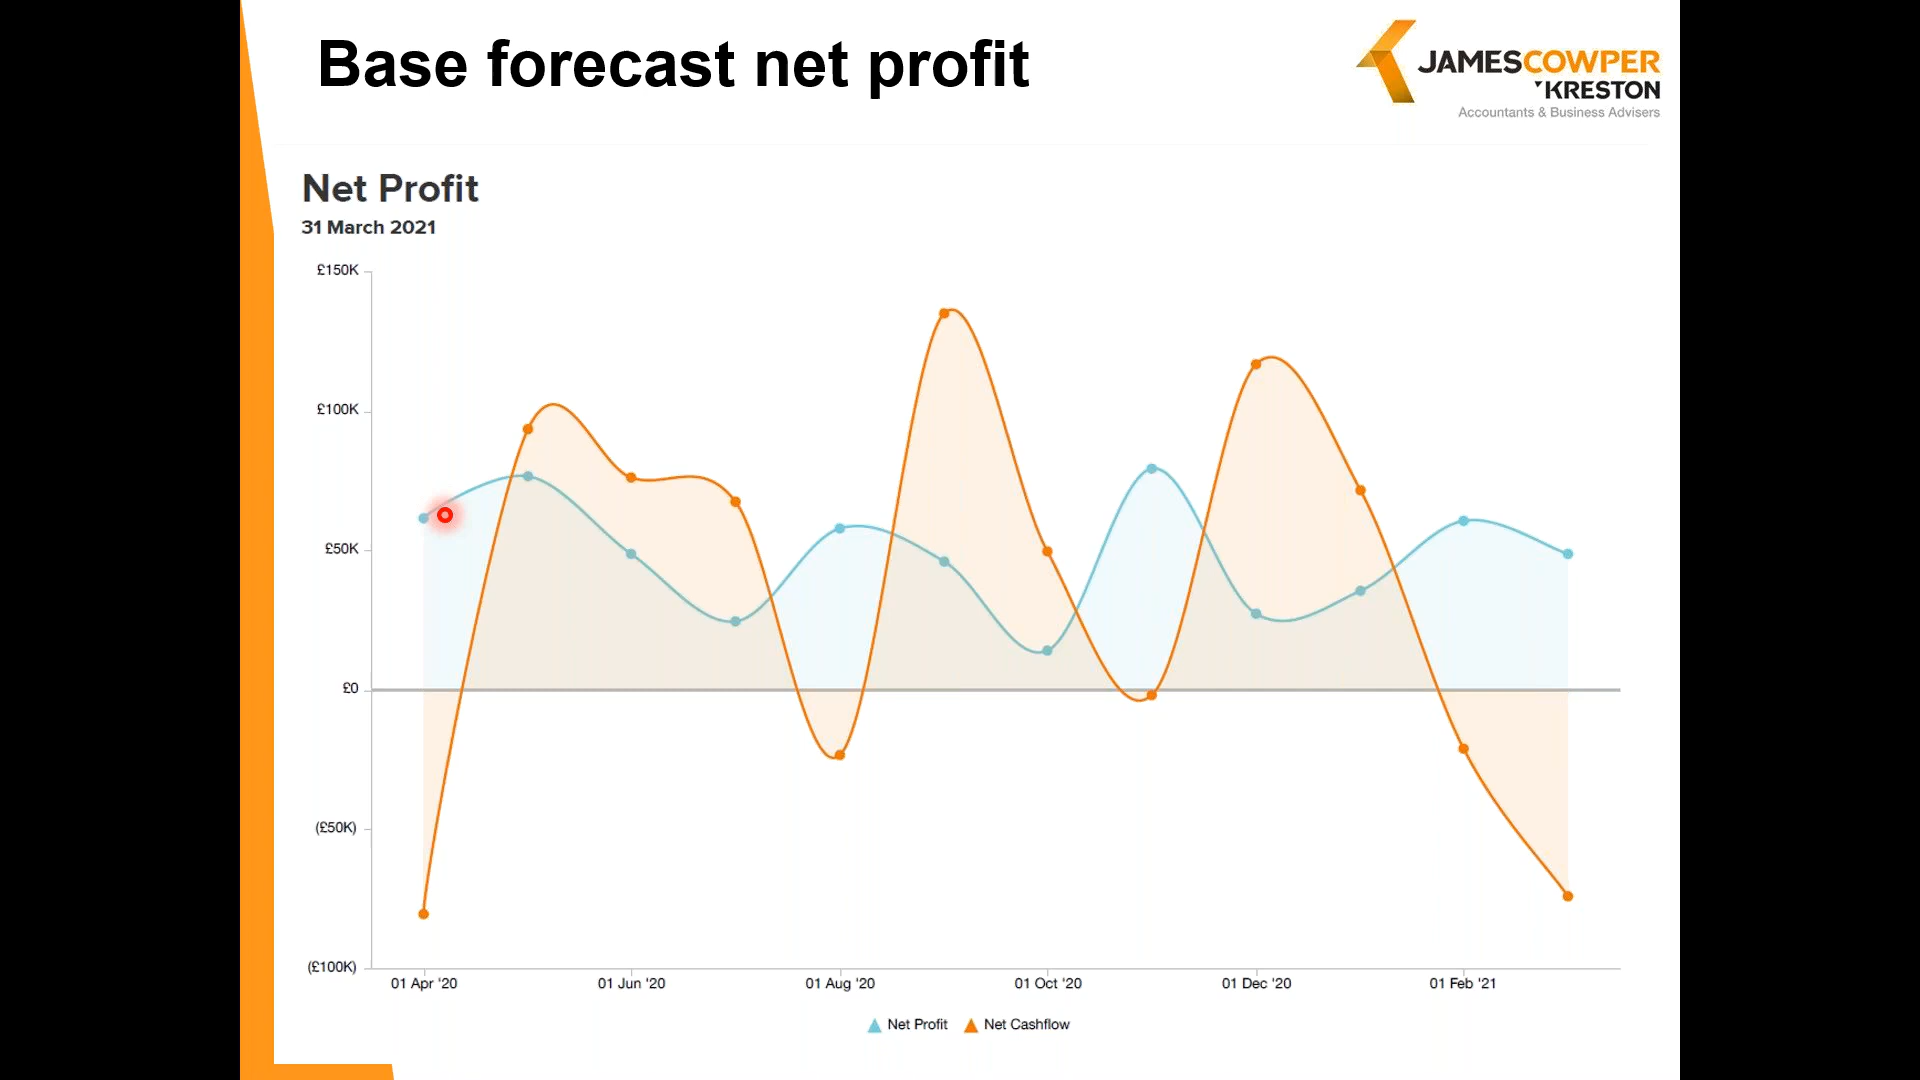 Base forecast net profit
JAMESCOWPER
KRESTON
Accountants & Business Advisers
Net Profit
31 March 2021
£150K
£100K
£50K
£0
(£50K)
(£100K)
01 Apr '20 01 Jun '20 01 Aug '20 01 Oct '20 01 Dec '20 01 Feb '21
Net Profit Net Cashflow